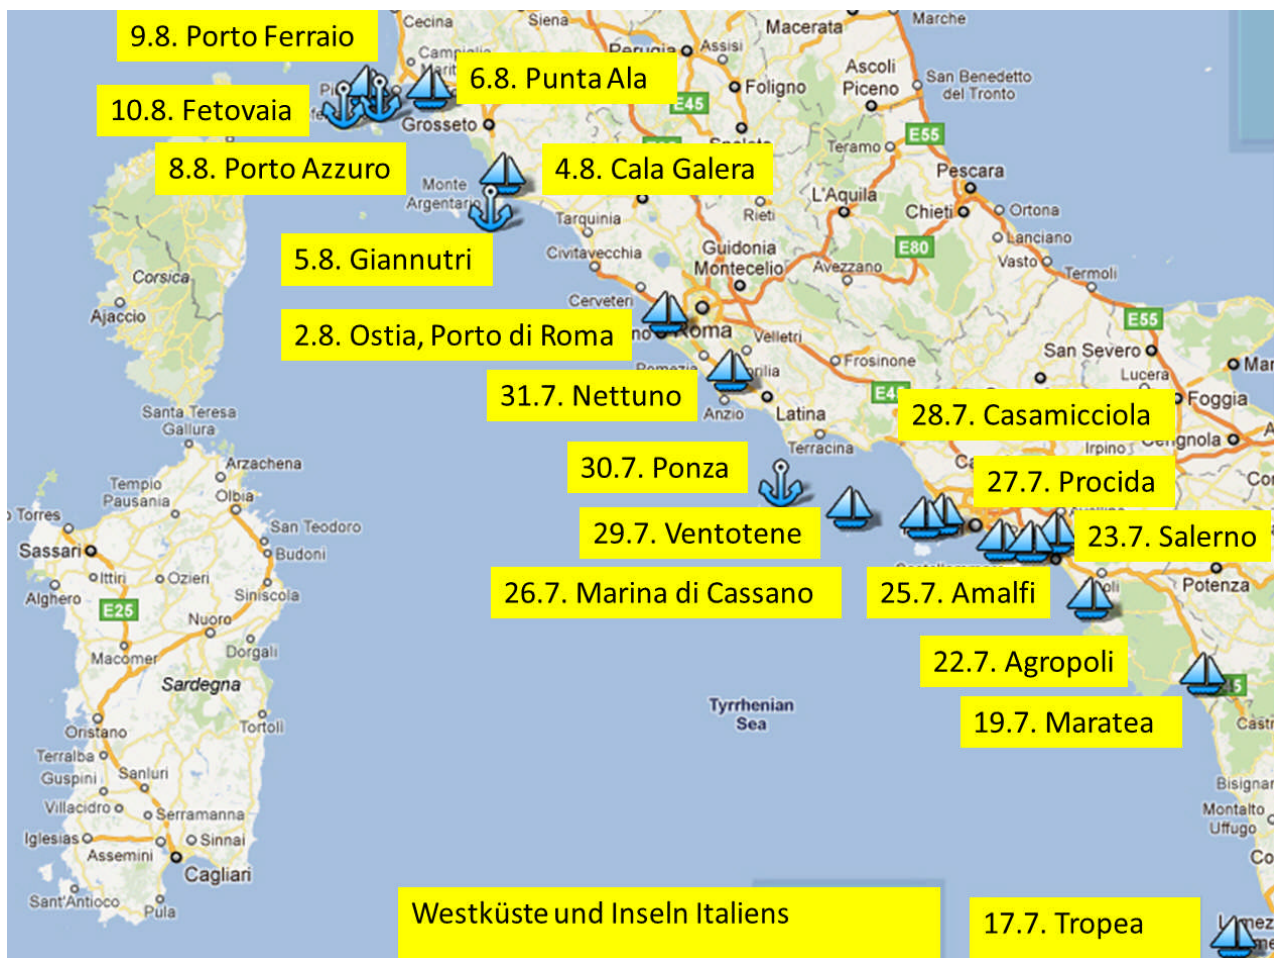 Cecina
Siena
Marche
9.8. Porto Ferraio
Macerata
Perugia
Assisi
Campiglia
6.8. Punta Ala
Foligno
Ascoli
Piceno
San Benedetto
del Tronto
10.8. Fetovaia
E45
Grosseto
E55
Teramo
8.8. Porto Azzuro
4.8. Cala Galera
Pescara
Monte
Argentario
L'Aquila
Chieti
Ortona
Rieti
Tarquinia
Lanciano
5.8. Giannutri
Civitavecchia
Guidonia
Montecelio
E80
Avezzano
Vasto
Termoli
Corsica
Ajaccio
Cerveteri
2.8. Ostia, Porto di Roma
Roma
Velletri
E55
Frosinone
San Severo
Lucera
31.7. Nettuno
Anzio
Latina
E45
Foggia
28.7. Casamicciola
Santa Teresa
Gallura
Terracina
Irpino
Cerignola
30.7. Ponza
27.7. Procida
Arzachena
Tempio
Pausania
Olbia
San Teodoro
29.7. Ventotene
23.7. Salerno
Torres
Sassari
Budoni
Ittiri
Ozieri
Alghero
Siniscola
26.7. Marina di Cassano
25.7. Amalfi
Potenza
E25
Nuoro
Dorgali
Macomer
22.7. Agropoli
Sardegna
Tyrrhenian
Sea
19.7. Maratea
Tortolì
Oristano
Terralba
Guspini
Sanluri
Villacidro
Serramanna
Montalto
Uffugo
Iglesias
Sinnai
Assemini
Cagliari
Sant'Antioco
Pula
Westküste und Inseln Italiens
17.7. Tropea